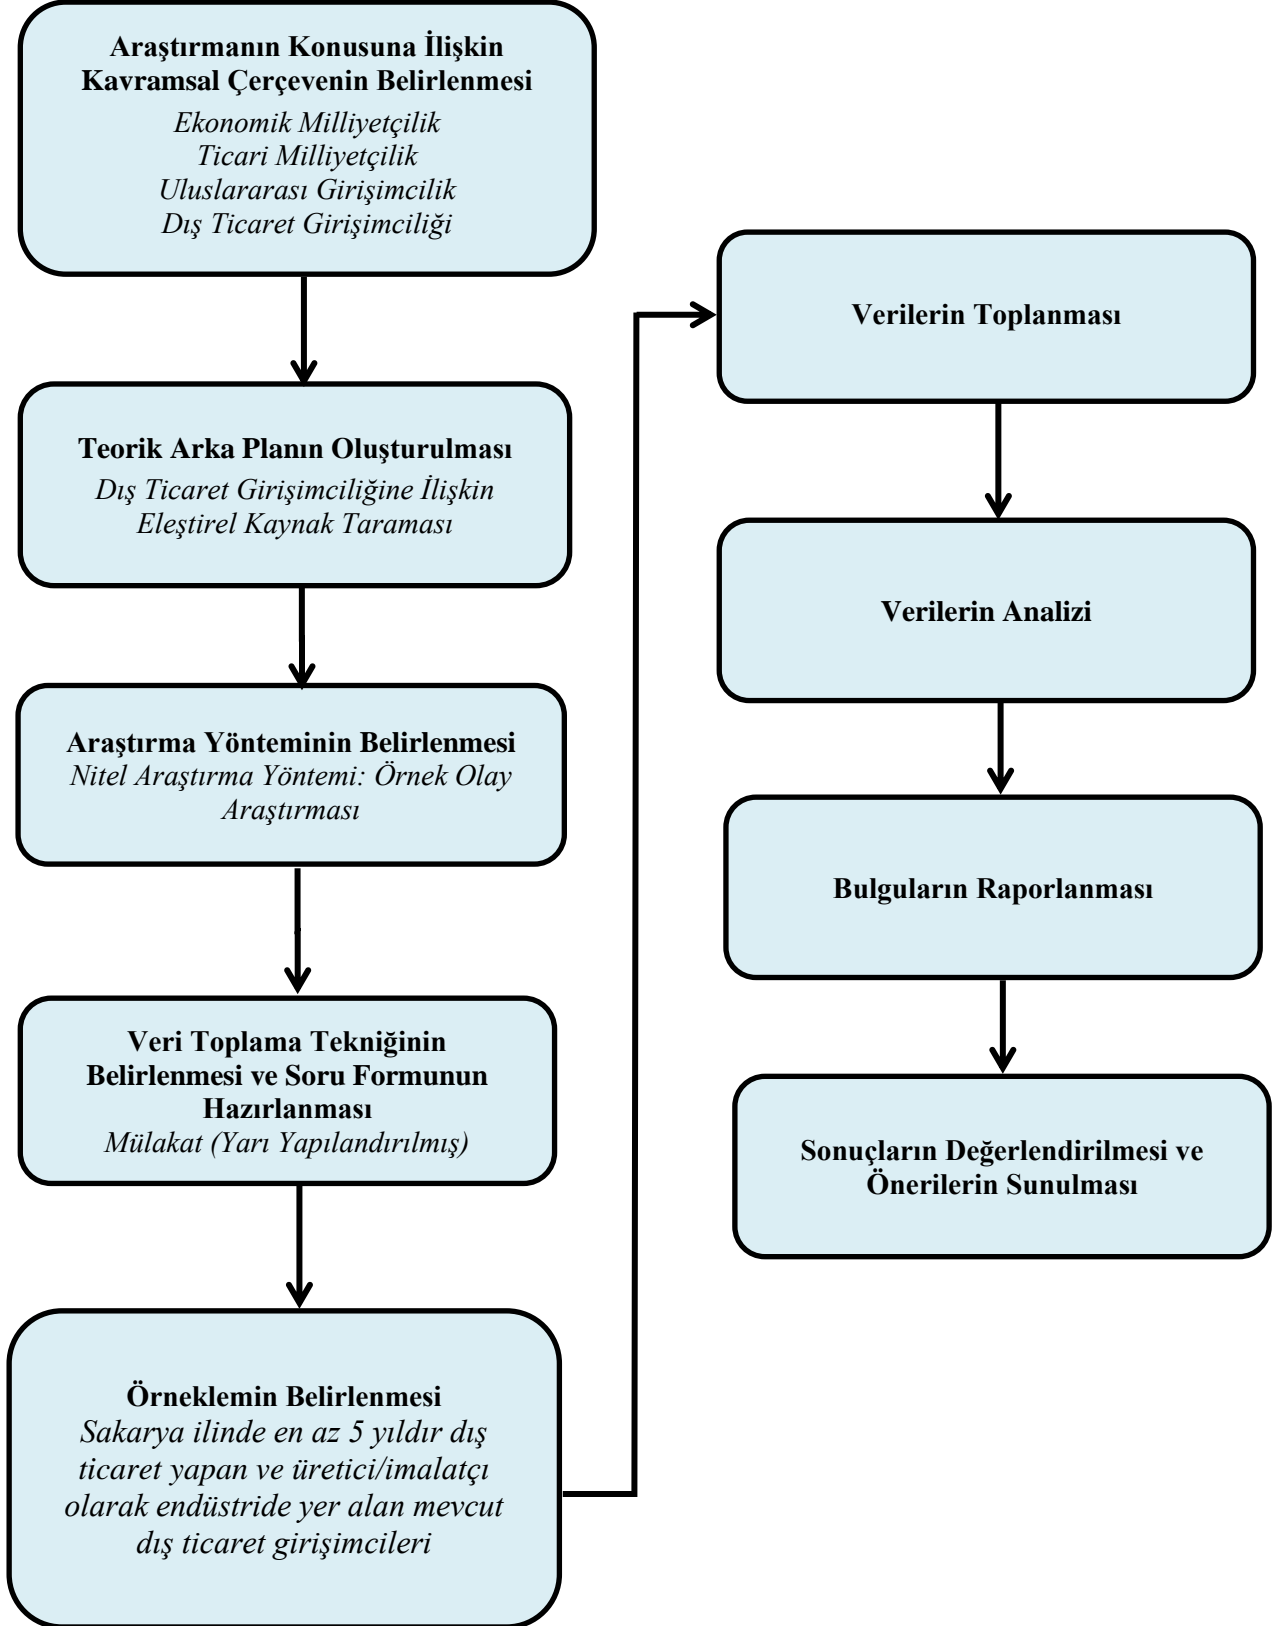 Araştırmanın Konusuna İlişkin
Kavramsal Çerçevenin Belirlenmesi
Ekonomik Milliyetçilik
Ticari Milliyetçilik
Uluslararası Girişimcilik
Dış Ticaret Girişimciliği
Teorik Arka Planın Oluşturulması
Dış Ticaret Girişimciliğine İlişkin
Eleştirel Kaynak Taraması
Araştırma Yönteminin Belirlenmesi
Nitel Araştırma Yöntemi: Örnek Olay
Araştırması
Veri Toplama Tekniğinin
Belirlenmesi ve Soru Formunun
Hazırlanması
Mülakat (Yarı Yapılandırılmış)
Örneklemin Belirlenmesi
Sakarya ilinde en az 5 yıldır dış
ticaret yapan ve üretici/imalatçı
olarak endüstride yer alan mevcut
dış ticaret girişimcileri
Verilerin Toplanması
Verilerin Analizi
Bulguların Raporlanması
Sonuçların Değerlendirilmesi ve
Önerilerin Sunulması